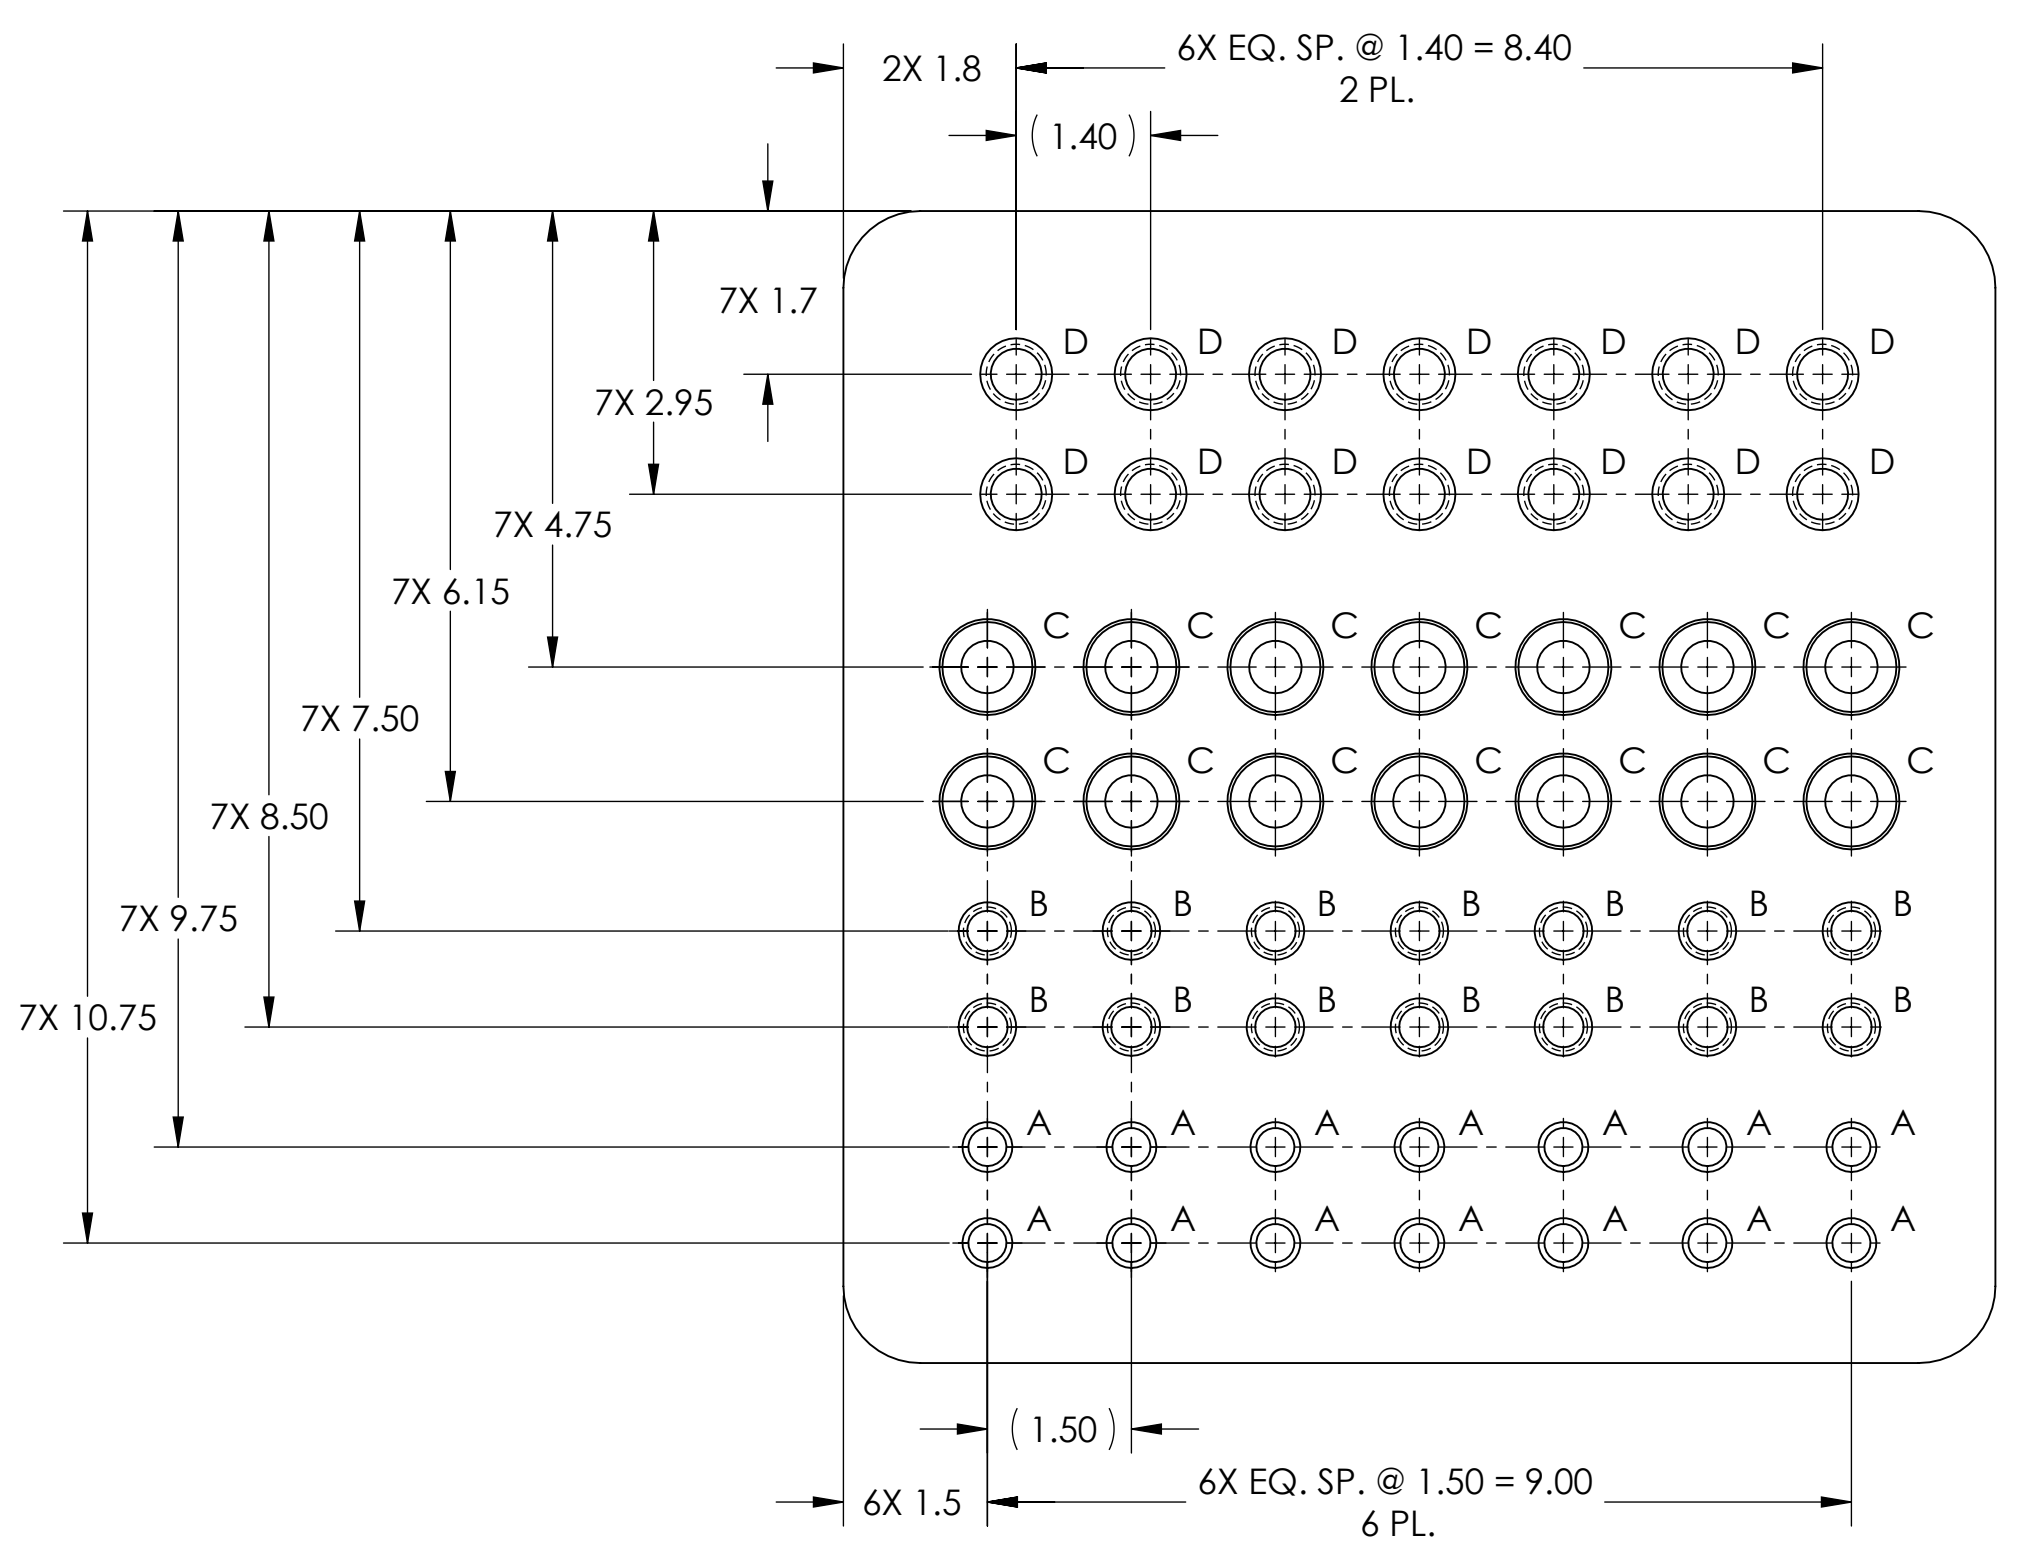 2X 1.8
6X EQ. SP. @ 1.40 = 8.40
2 PL.
( 1.40 )
7X 1.7
D D D D D D D
7X 2.95
D D D D D D D
7X 4.75
7X 6.15
C C C C C C C
7X 7.50
C C C C C C C
7X 8.50
B B B B B B B
7X 9.75
B B B B B B B
7X 10.75
A A A A A A A
A A A A A A A
( 1.50 )
6X 1.5
6X EQ. SP. @ 1.50 = 9.00
6 PL.